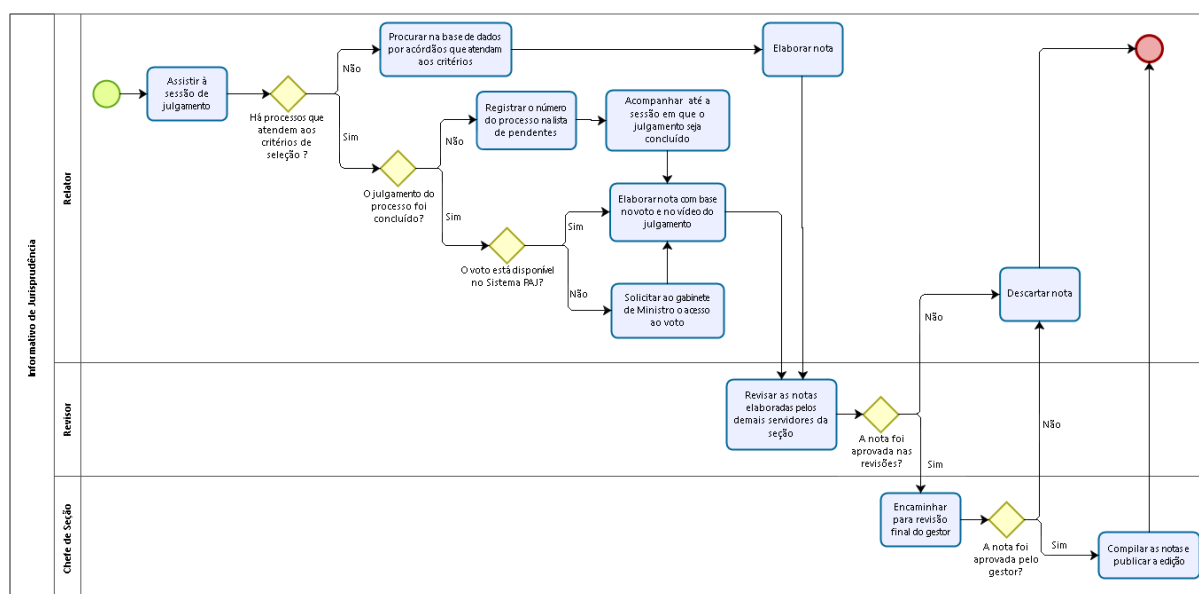 Informativo de Jurisprudência
Relator
Assistir à
sessão de
julgamento
Há processos que
atendem aos
critérios de
seleção ?
Não
Procurar na base de dados
por acórdãos que atendam
aos critérios
Elaborar nota
Sim
O julgamento do
processo foi
concluído?
Não
Registrar o número
do processo na lista
de pendentes
Acompanhar até a
sessão em que o
julgamento seja
concluído
Sim
O voto está disponível
no Sistema PAJ?
Sim
Elaborar nota com base
no voto e no vídeo do
julgamento
Não
Solicitar ao gabinete
de Ministro o acesso
ao voto
Descartar nota
Revisor
Revisar as notas
elaboradas pelos
demais servidores da
seção
A nota foi
aprovada nas
revisões?
Não
Sim
Chefe de Seção
Encaminhar
para revisão
final do gestor
A nota foi
aprovada pelo
gestor?
Não
Sim
Compilar as notas e
publicar a edição